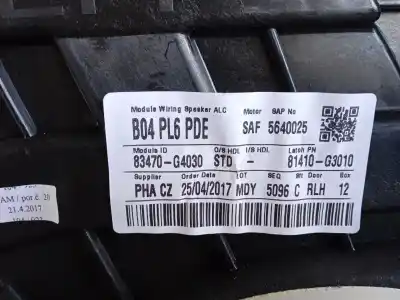 Module Wiring Speaker ALC Motor SAP No
B04 PL6 PDE SAF 5640025
Module ID O/S HDL I/S HDL Latch PN
83470-G4030 STD - 81410-G3010
Supplier Order Date LOT SEQ Sft Door Box
PHA CZ 25/04/2017 MDY 5096 C RLH 12
21.4.2017